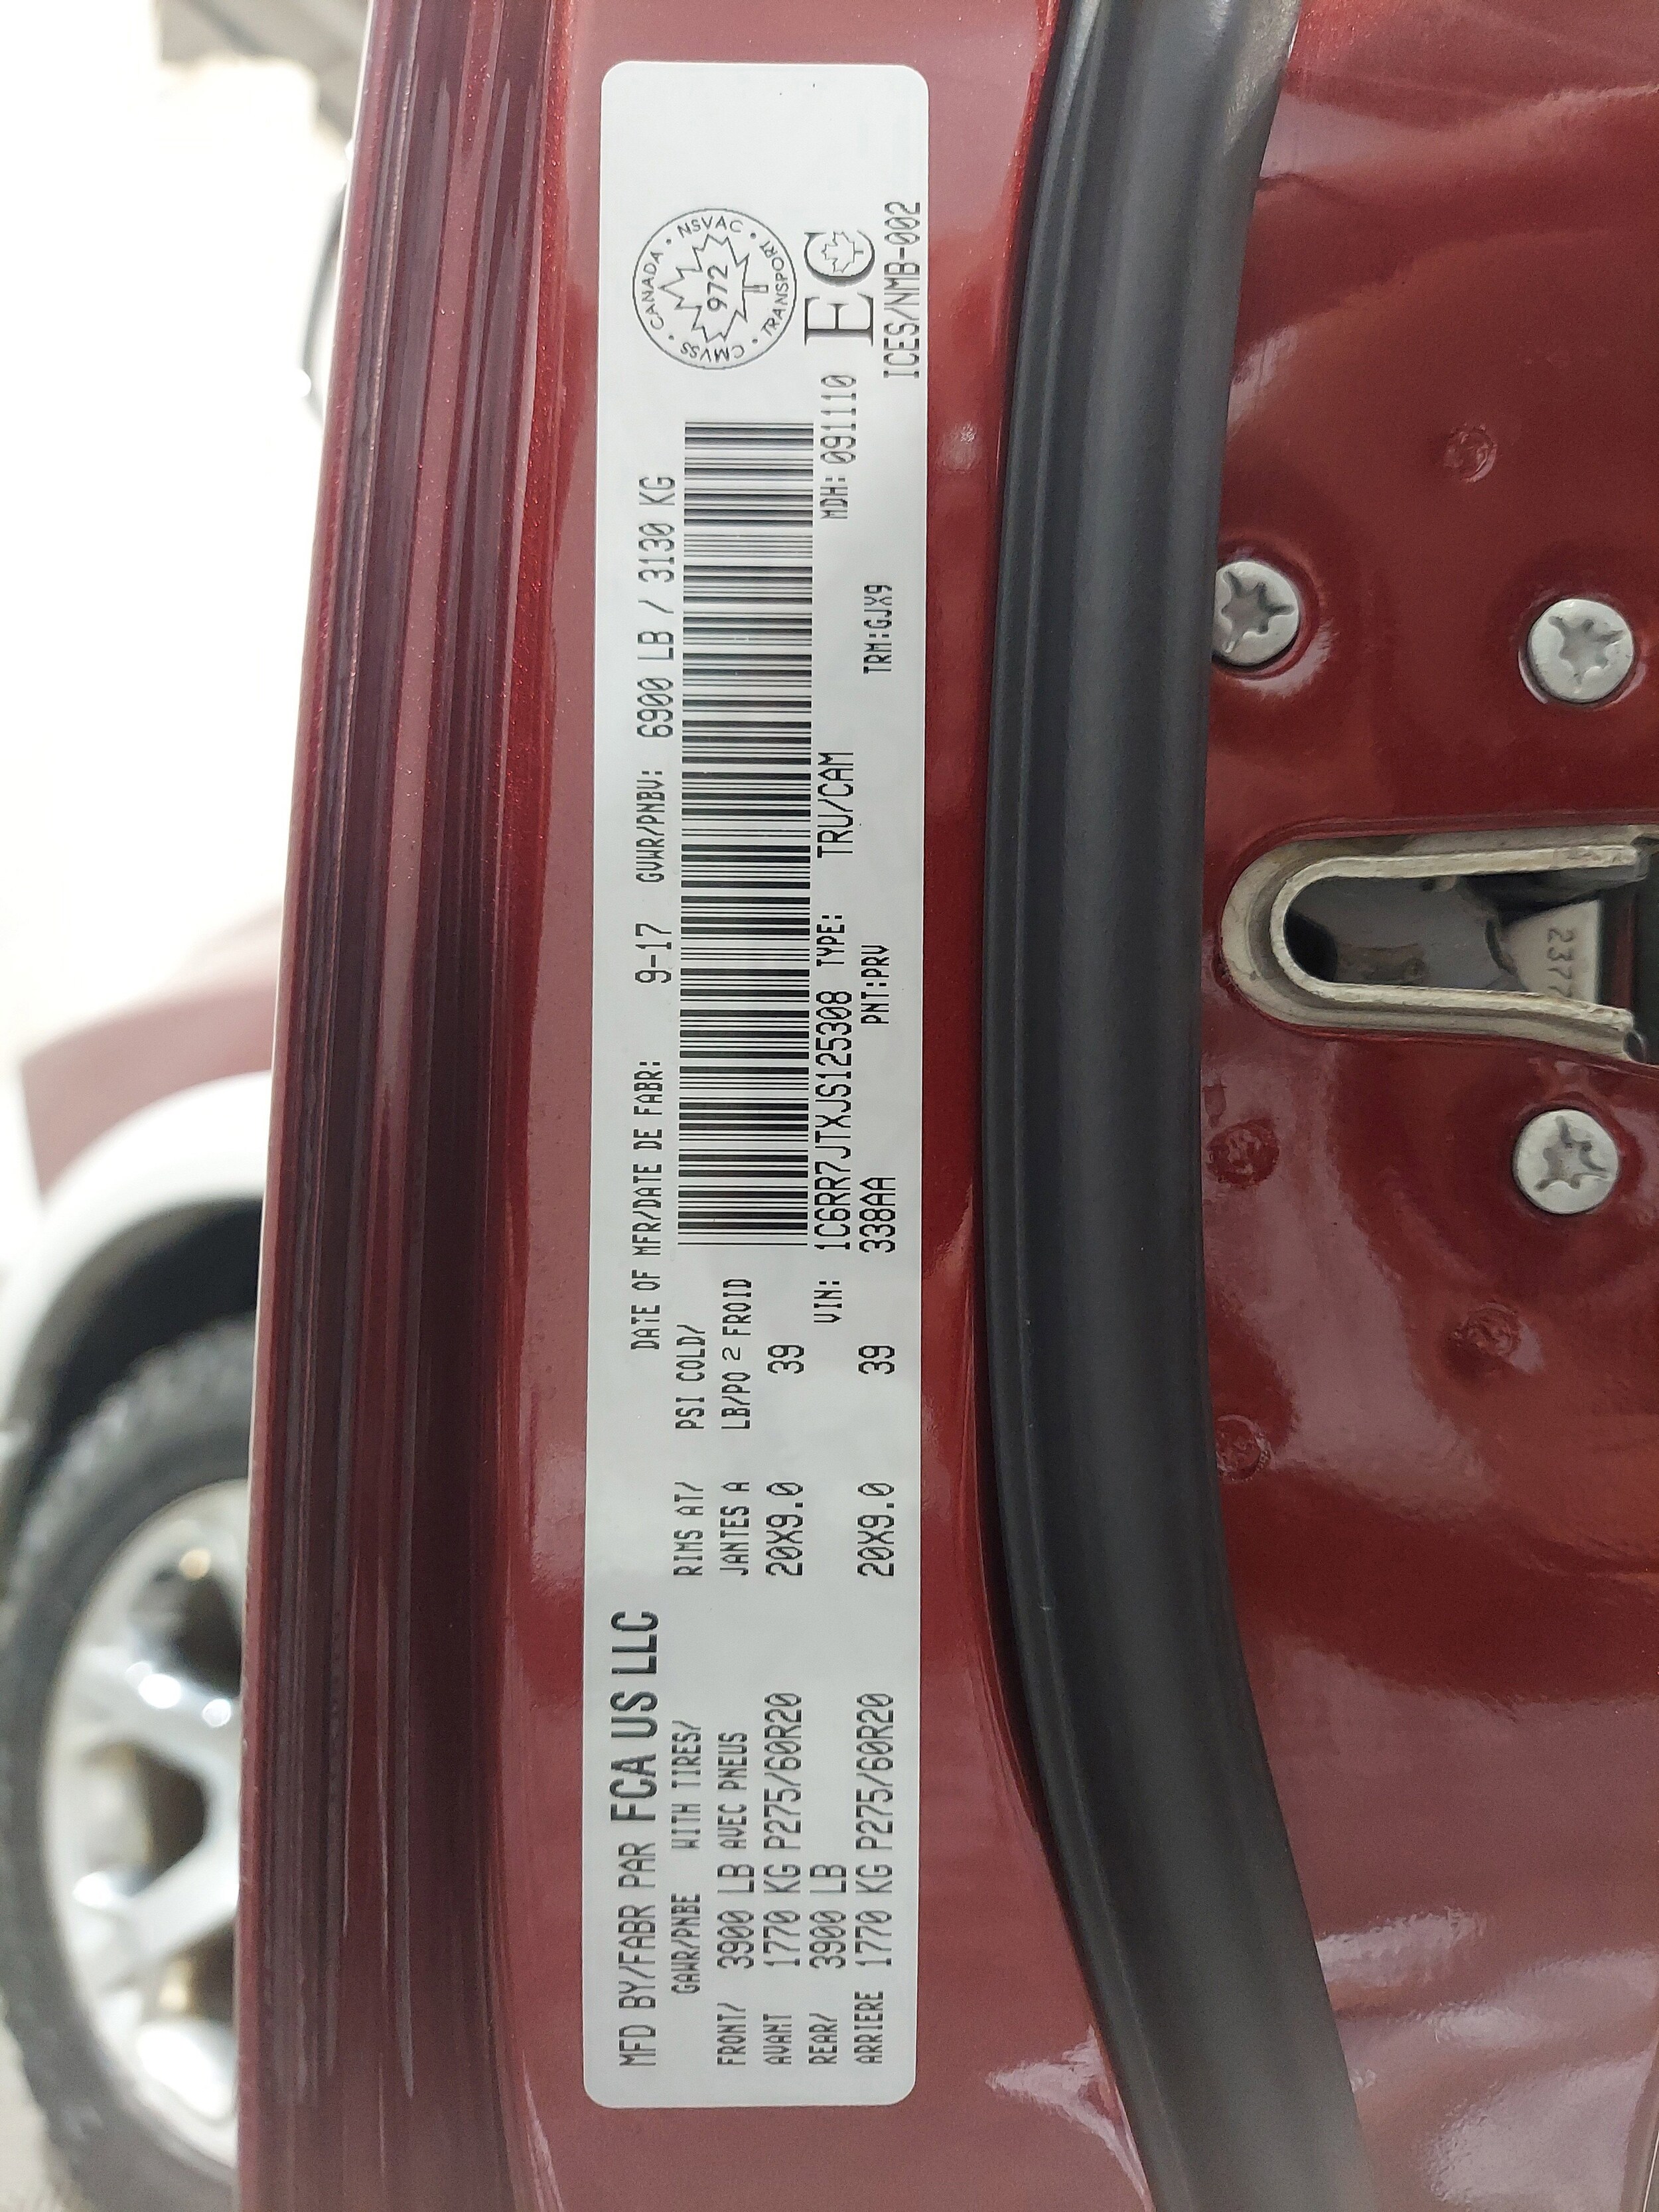 MFD BY/FABR PAR FCA US LLC
DATE OF MFR/DATE DE FABR: 9-17 GVWR/PNBV: 6900 LB / 3130 KG
GAWR/PNBE WITH TIRES/ RIMS AT/ PSI COLD/
FRONT/ 3900 LB AVEC PNEUS JANTES A LB/PO 2 FROID
AVANT 1770 KG P275/60R20 20X9.0 39
REAR/ 3900 LB VIN: 1C6RR7JTXJS125308 TYPE: TRU/CAM MDH: 091110
ARRIERE 1770 KG P275/60R20 20X9.0 39 338AA PNT:PRV TRM:GJX9
CANADA • NSVAC • TRANSPORT • CMVSS •
972
EC
ICES/NMB-002
237